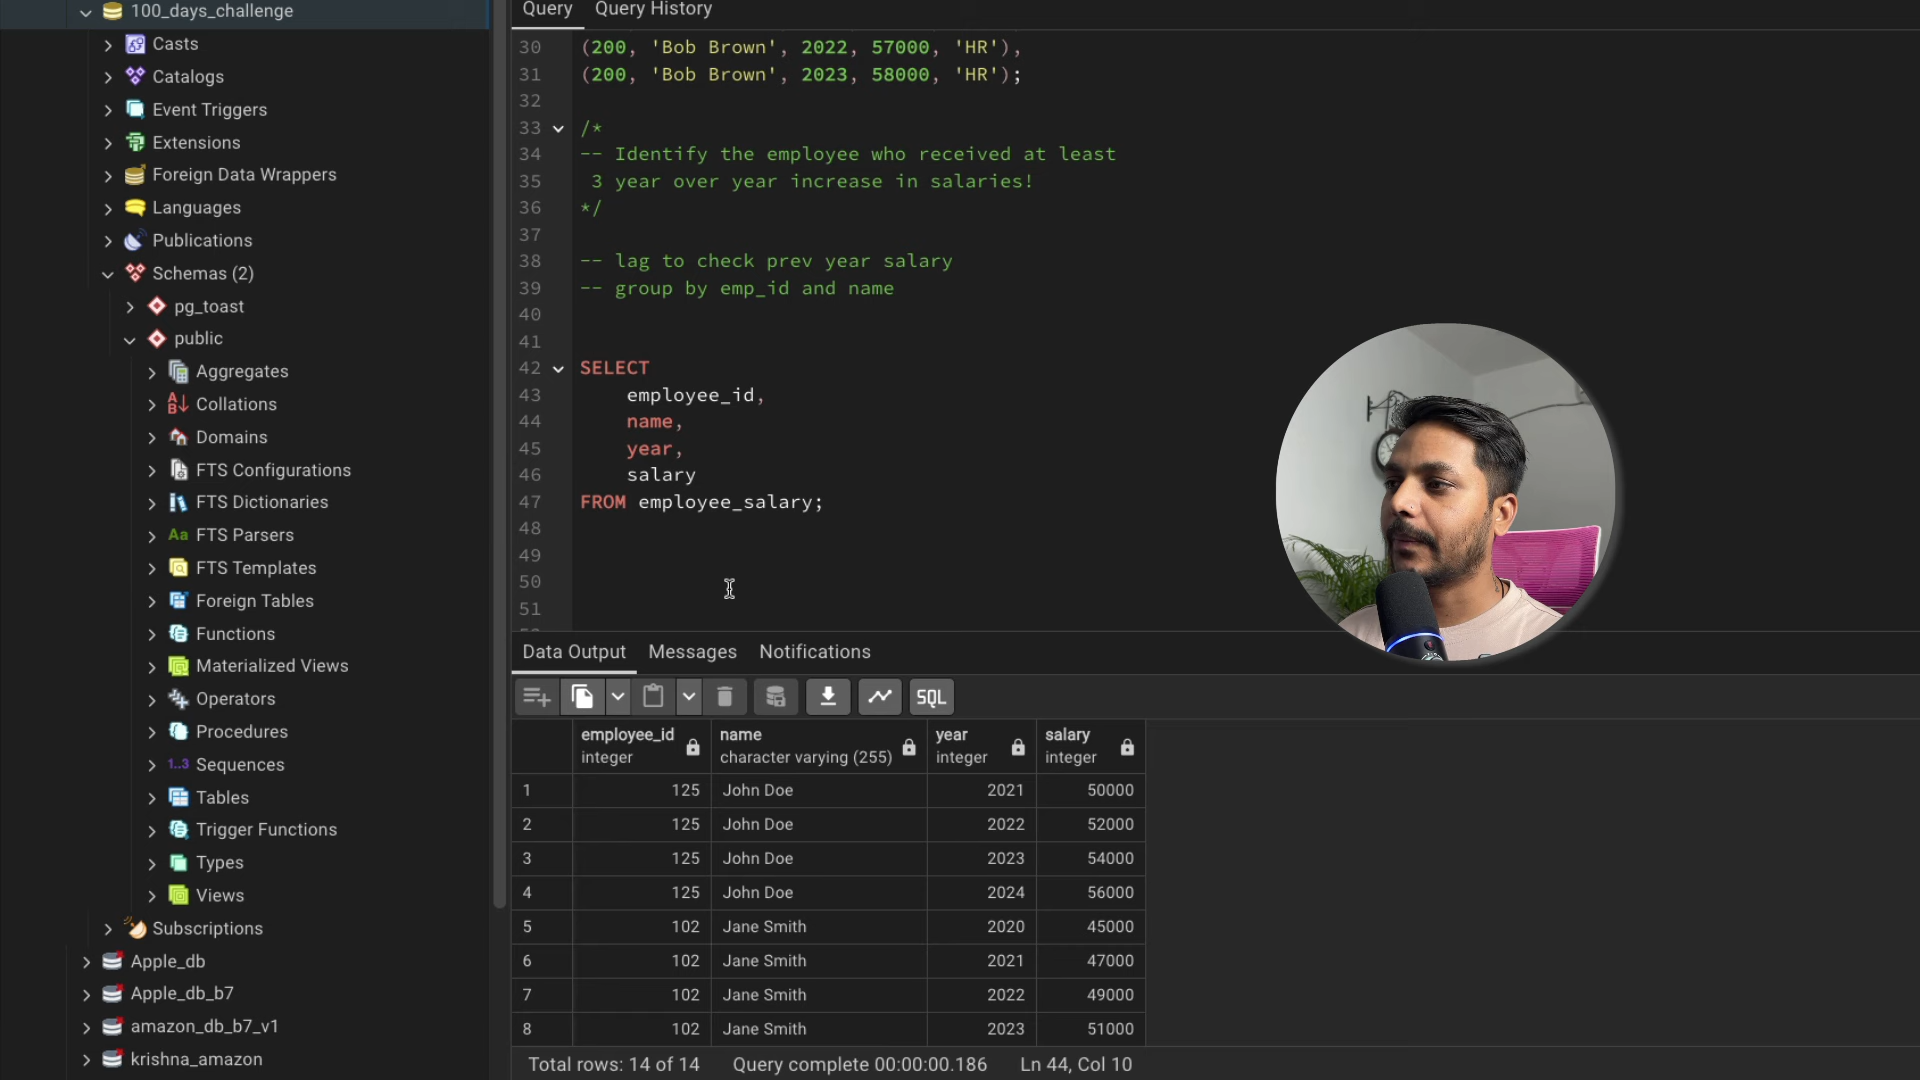 100_days_challenge
Casts
Catalogs
Event Triggers
Extensions
Foreign Data Wrappers
Languages
Publications
Schemas (2)
pg_toast
public
Aggregates
Collations
Domains
FTS Configurations
FTS Dictionaries
Aa FTS Parsers
FTS Templates
Foreign Tables
Functions
Materialized Views
Operators
Procedures
1..3 Sequences
Tables
Trigger Functions
Types
Views
Subscriptions
Apple_db
Apple_db_b7
amazon_db_b7_v1
krishna_amazon
Query Query History
30 (200, 'Bob Brown', 2022, 57000, 'HR'),
31 (200, 'Bob Brown', 2023, 58000, 'HR');
32
33 /*
34 -- Identify the employee who received at least
35 3 year over year increase in salaries!
36 */
37
38 -- lag to check prev year salary
39 -- group by emp_id and name
40
41
42 SELECT
43 employee_id,
44 name,
45 year,
46 salary
47 FROM employee_salary;
48
49
50
51
Data Output Messages Notifications
SQL
employee_id name year salary
integer character varying (255) integer integer
1 125 John Doe 2021 50000
2 125 John Doe 2022 52000
3 125 John Doe 2023 54000
4 125 John Doe 2024 56000
5 102 Jane Smith 2020 45000
6 102 Jane Smith 2021 47000
7 102 Jane Smith 2022 49000
8 102 Jane Smith 2023 51000
Total rows: 14 of 14 Query complete 00:00:00.186 Ln 44, Col 10